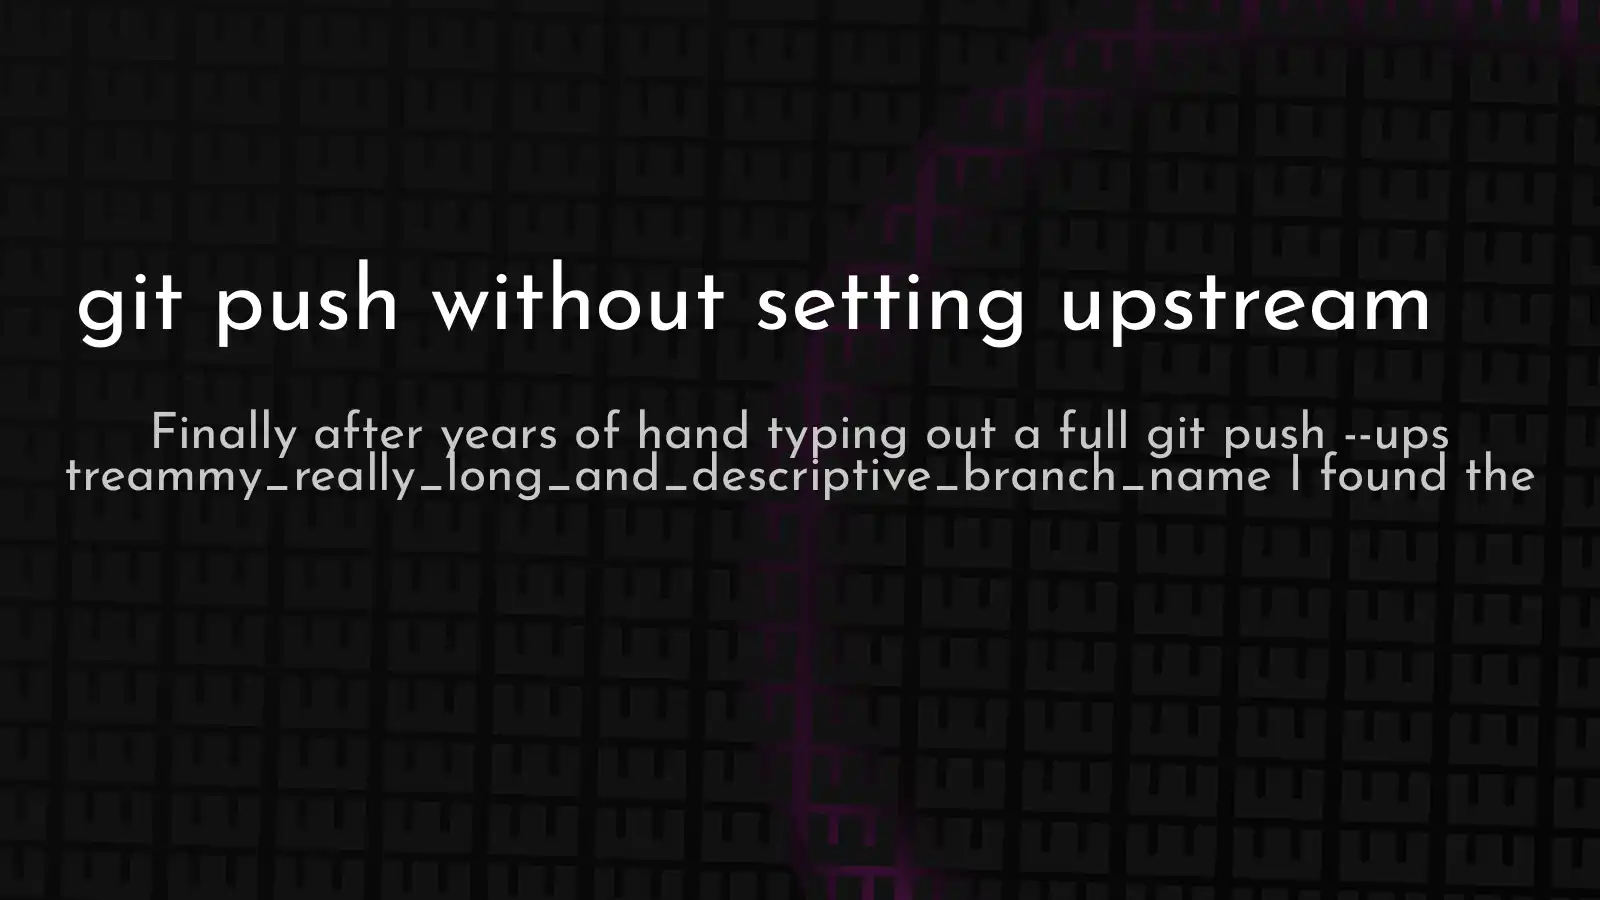 git push without setting upstream
Finally after years of hand typing out a full git push --ups
treammy_really_long_and_descriptive_branch_name I found the